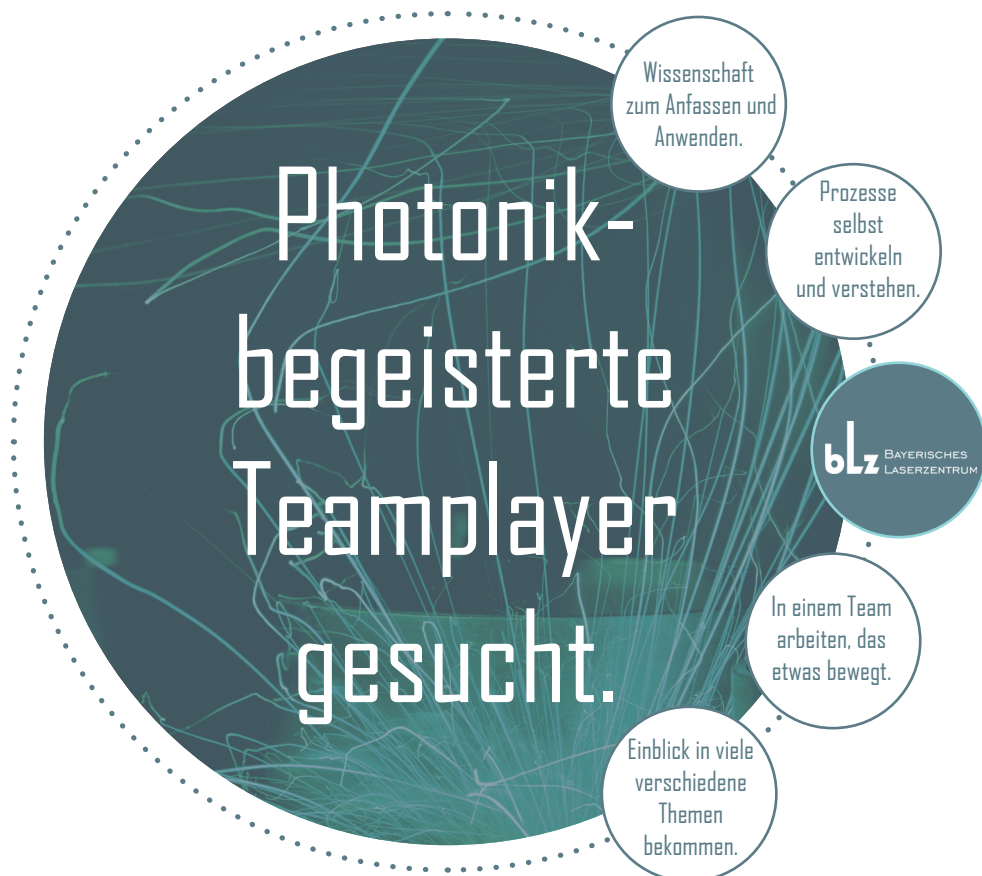 Photonik-
begeisterte
Teamplayer
gesucht.
Wissenschaft
zum Anfassen und
Anwenden.
Prozesse
selbst
entwickeln
und verstehen.
blz BAYERISCHES
LASERZENTRUM
In einem Team
arbeiten, das
etwas bewegt.
Einblick in viele
verschiedene
Themen
bekommen.